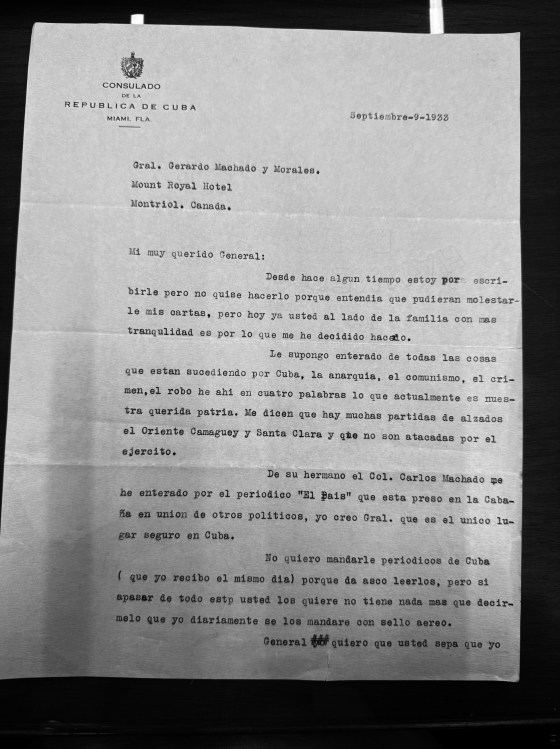 CONSULADO
DE LA
REPUBLICA DE CUBA
MIAMI, FLA.
Septiembre-9-1933
Gral. Gerardo Machado y Morales.
Mount Royal Hotel
Montriol. Canada.
Mi muy querido General:
Desde hace algun tiempo estoy por escri-
birle pero no quise hacerlo porque entendia que pudieran molestar-
le mis cartas, pero hoy ya usted al lado de la familia con mas
tranqulidad es por lo que me he decidido
Le supongo enterado de todas las cosas
que estan sucediendo por Cuba, la anarquia, el comunismo, el cri-
men,el robo he ahi en cuatro palabras lo que actualmente es nues-
tra querida patria. Me dicen que hay muchas partidas de alzados
el Oriente Camaguey y Santa Clara y que no son atacadas por el
ejercito.
De su hermano el Col. Carlos Machado me
he enterado por el periodico "El Pais" que esta preso en la Caba-
ña en union de otros politicos, yo creo Gral. que es el unico lu-
gar seguro en Cuba.
No quiero mandarle periodicos de Cuba
( que yo recibo el mismo dia) porque da asco leerlos, pero si
apasar de todo estp usted los quiere no tiene nada mas que decir-
melo que yo diariamente se los mandare con sello aereo.
General quiero que usted sepa que yo